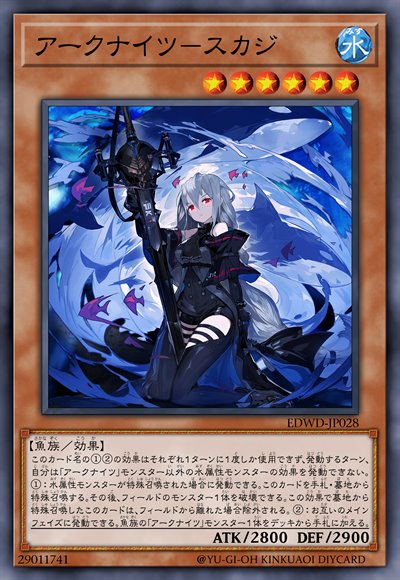 アークナイツースカジ
水
EDWD-JP028
【魚族／効果】
このカード名の①②の効果はそれぞれ1ターンに1度しか使用できず、発動するターン、
自分は「アークナイツ」モンスター以外の水属性モンスターの効果を発動できない。
①：水属性モンスターが特殊召喚された場合に発動できる。このカードを手札・墓地から
特殊召喚する。その後、フィールドのモンスター1体を破壊できる。この効果で墓地から
特殊召喚したこのカードは、フィールドから離れた場合除外される。②：お互いのメイン
フェイズに発動できる。魚族の「アークナイツ」モンスター1体をデッキから手札に加える。
ATK/2800 DEF/2900
29011741
@YU-GI-OH KINKUAOI DIYCARD